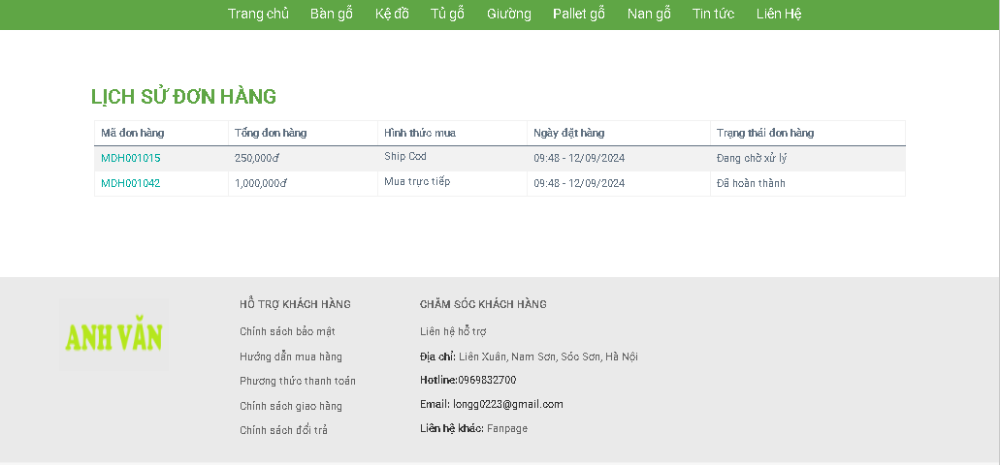 Trang chủ Bàn gỗ Kệ đồ Tủ gỗ Giường Pallet gỗ Nan gỗ Tin tức Liên Hệ
LỊCH SỬ ĐƠN HÀNG
Mã đơn hàng Tổng đơn hàng Hình thức mua Ngày đặt hàng Trạng thái đơn hàng
MDH001015 250,000đ Ship Cod 09:48 - 12/09/2024 Đang chờ xử lý
MDH001042 1,000,000đ Mua trực tiếp 09:48 - 12/09/2024 Đã hoàn thành
ANH VĂN
HỖ TRỢ KHÁCH HÀNG
Chính sách bảo mật
Hướng dẫn mua hàng
Phương thức thanh toán
Chính sách giao hàng
Chính sách đổi trả
CHĂM SÓC KHÁCH HÀNG
Liên hệ hỗ trợ
Địa chỉ: Liên Xuân, Nam Sơn, Sóc Sơn, Hà Nội
Hotline:0969832700
Email: longg0223@gmail.com
Liên hệ khác: Fanpage